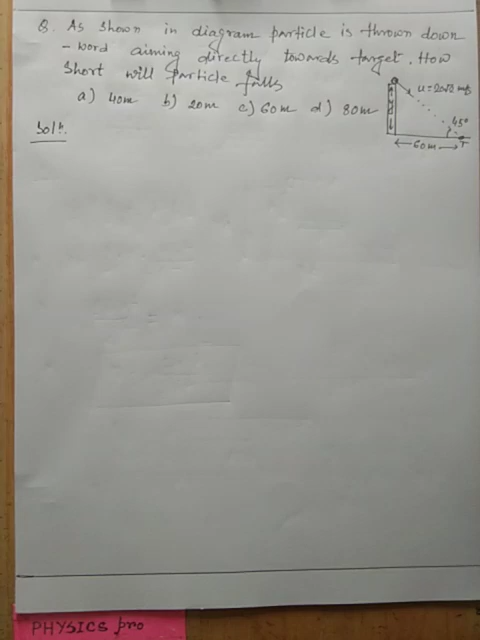 Q. As shown in diagram particle is thrown down
- word aiming directly towards target. How
Short will particle falls
a) 40m b) 20m c) 60m d) 80m
u = 20√2 m/s
45°
60m
T
Soln.
PHYSICS pro